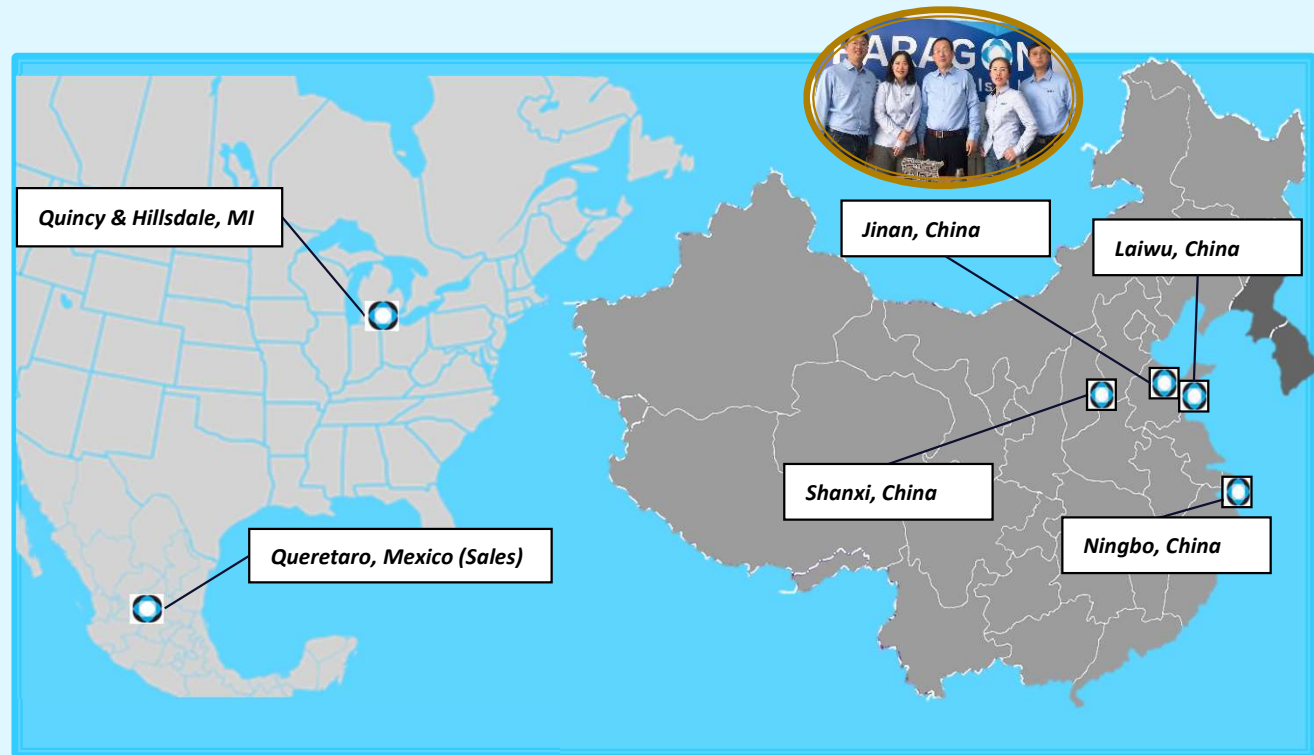 PARAGON
Quincy & Hillsdale, MI
Jinan, China
Laiwu, China
Shanxi, China
Ningbo, China
Queretaro, Mexico (Sales)